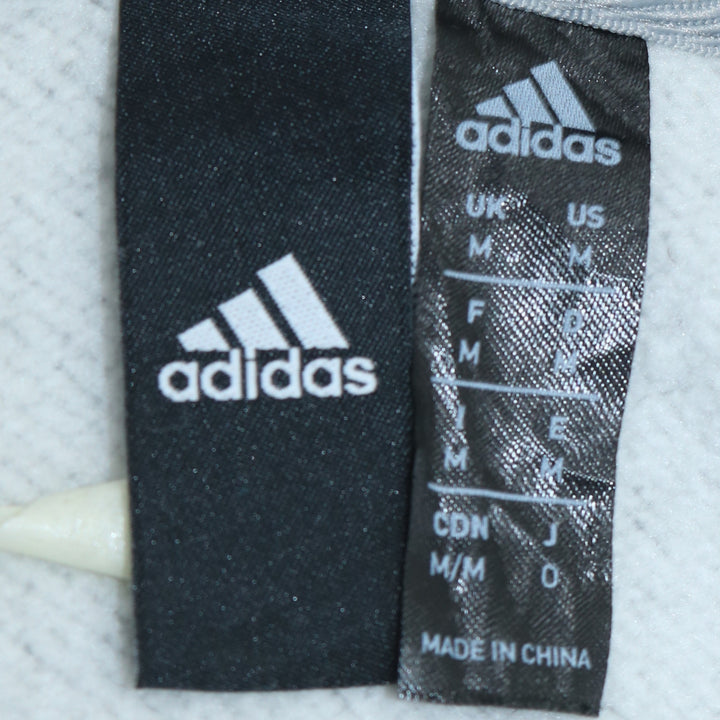 adidas
adidas
UK US
M M
F D
M M
I E
M M
CDN J
M/M O
MADE IN CHINA